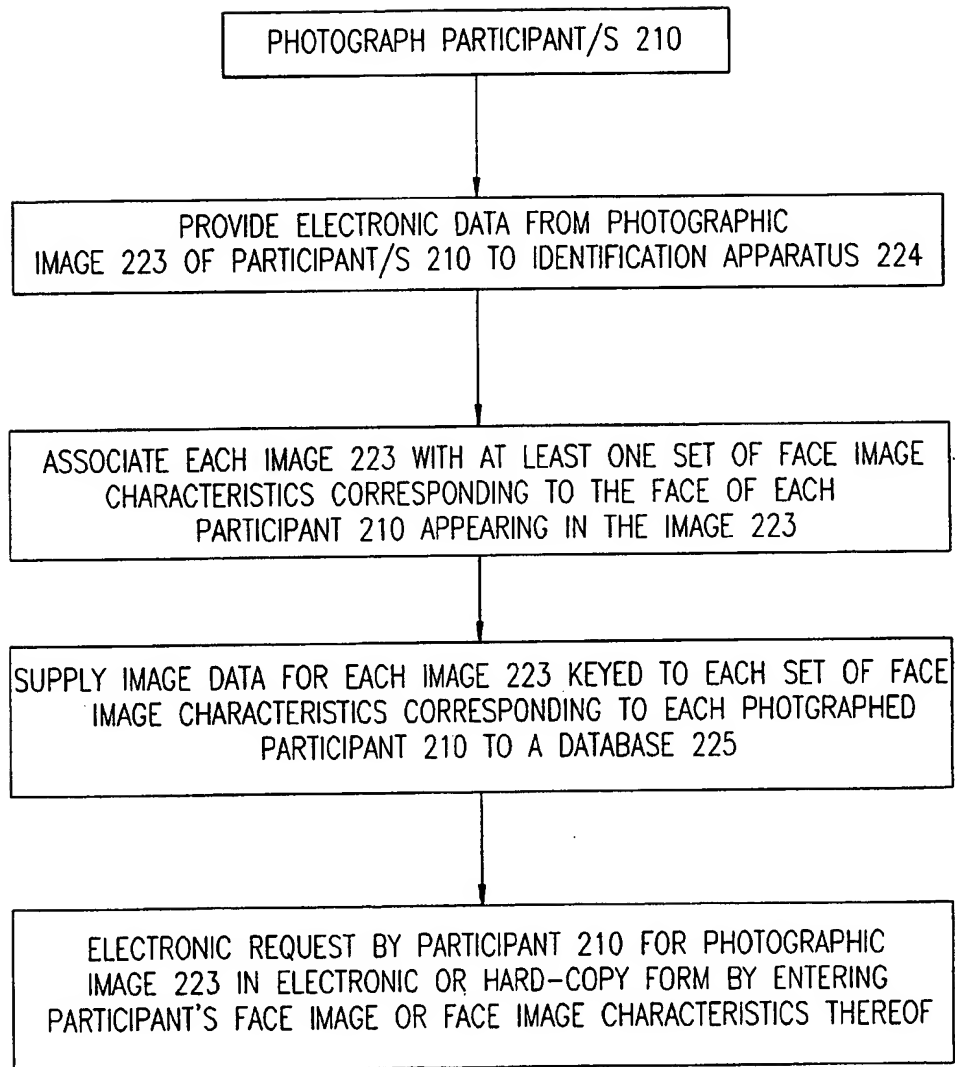 PHOTOGRAPH PARTICIPANT/S 210
PROVIDE ELECTRONIC DATA FROM PHOTOGRAPHIC
IMAGE 223 OF PARTICIPANT/S 210 TO IDENTIFICATION APPARATUS 224
ASSOCIATE EACH IMAGE 223 WITH AT LEAST ONE SET OF FACE IMAGE
CHARACTERISTICS CORRESPONDING TO THE FACE OF EACH
PARTICIPANT 210 APPEARING IN THE IMAGE 223
SUPPLY IMAGE DATA FOR EACH IMAGE 223 KEYED TO EACH SET OF FACE
IMAGE CHARACTERISTICS CORRESPONDING TO EACH PHOTGRAPHED
PARTICIPANT 210 TO A DATABASE 225
ELECTRONIC REQUEST BY PARTICIPANT 210 FOR PHOTOGRAPHIC
IMAGE 223 IN ELECTRONIC OR HARD-COPY FORM BY ENTERING
PARTICIPANT'S FACE IMAGE OR FACE IMAGE CHARACTERISTICS THEREOF